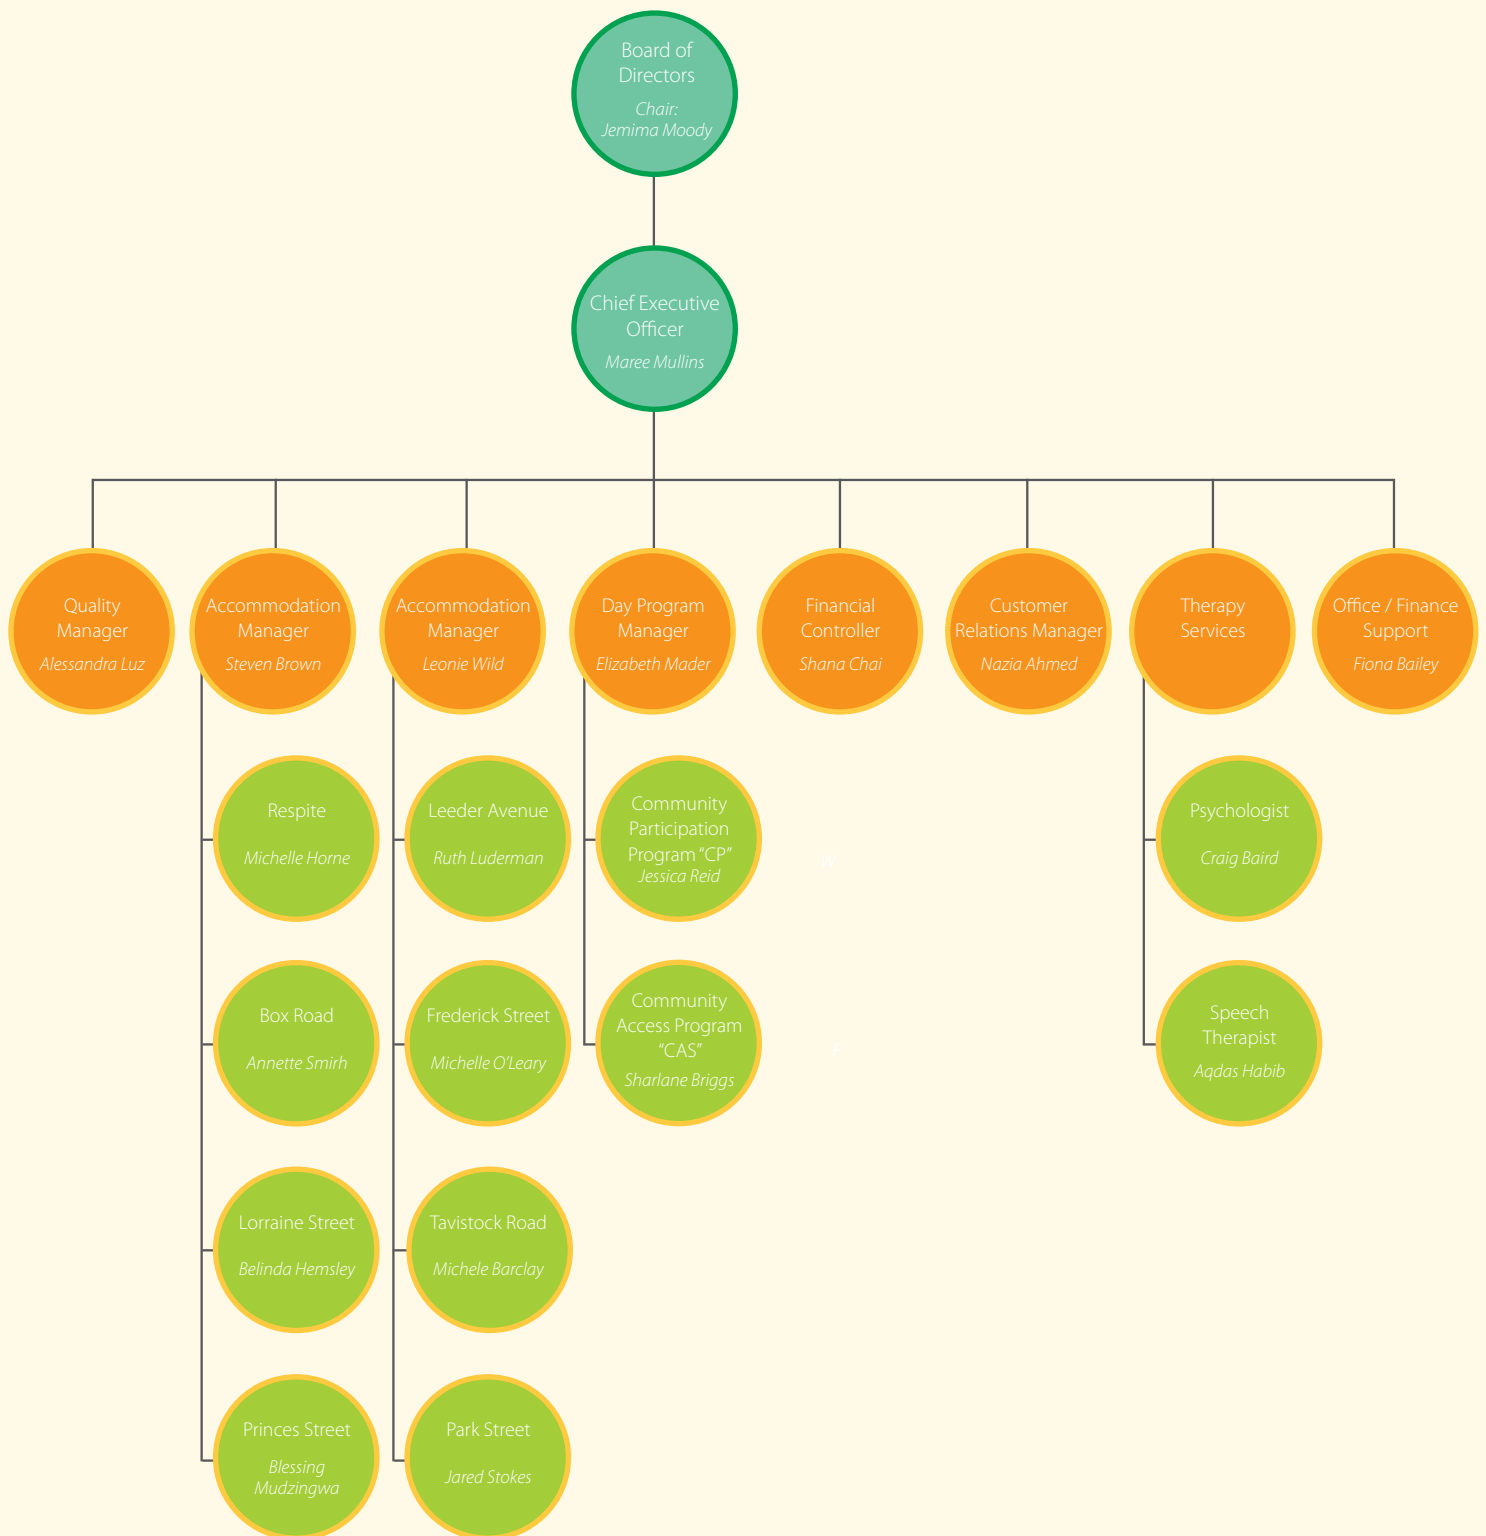 Board of
Directors
Chair:
Jemima Moody
Chief Executive
Officer
Maree Mullins
Quality
Manager
Alessandra Luz
Accommodation
Manager
Steven Brown
Accommodation
Manager
Leonie Wild
Day Program
Manager
Elizabeth Mader
Financial
Controller
Shana Chai
Customer
Relations Manager
Nazia Ahmed
Therapy
Services
Office / Finance
Support
Fiona Bailey
Respite
Michelle Horne
Leeder Avenue
Ruth Luderman
Community
Participation
Program “CP”
Jessica Reid
Psychologist
Craig Baird
Box Road
Annette Smirh
Frederick Street
Michelle O’Leary
Community
Access Program
“CAS”
Sharlane Briggs
Speech
Therapist
Aqdas Habib
Lorraine Street
Belinda Hemsley
Tavistock Road
Michele Barclay
Princes Street
Blessing
Mudzingwa
Park Street
Jared Stokes